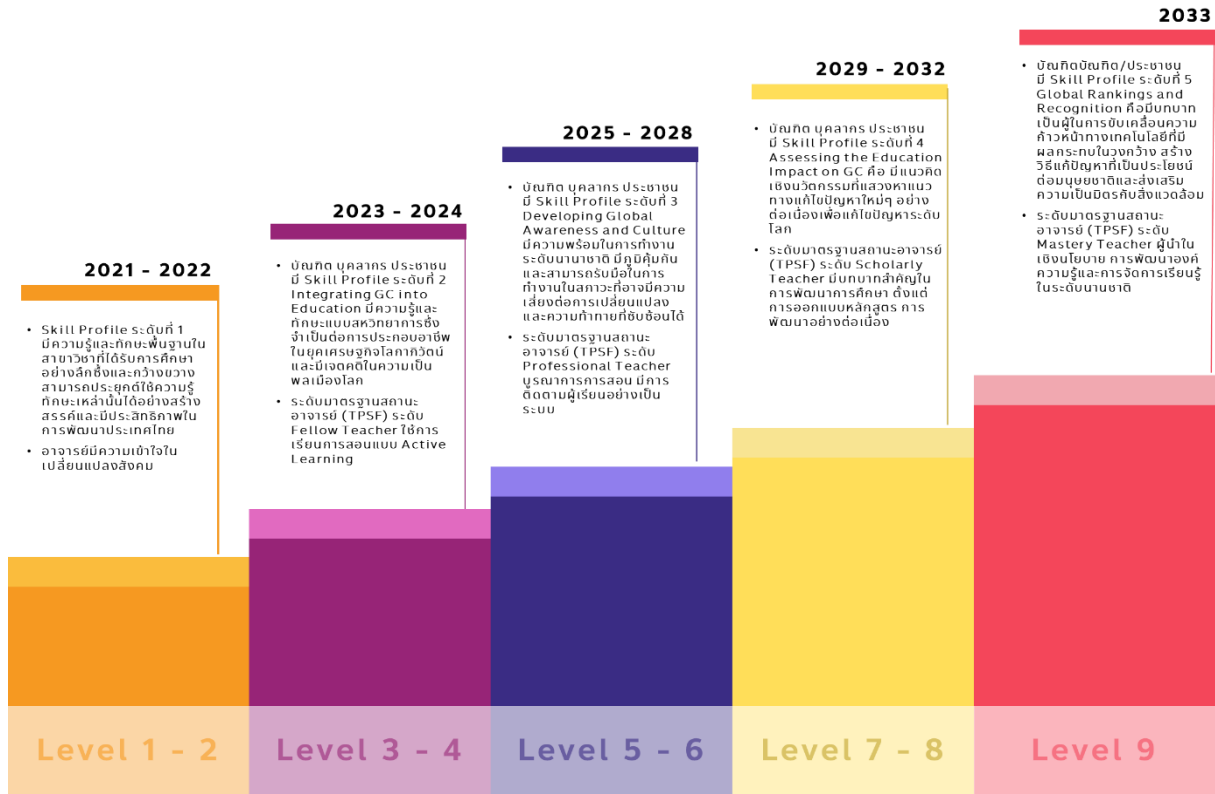 2021 - 2022
• Skill Profile ระดับที่ 1
มีความรู้และทักษะพื้นฐานใน
สาขาวิชาที่ได้รับการศึกษา
อย่างลึกซึ้งและกว้างขวาง
สามารถประยุกต์ใช้ความรู้
ทักษะเหล่านั้นได้อย่างสร้าง
สรรค์และมีประสิทธิภาพใน
การพัฒนาประเทศไทย
• อาจารย์มีความเข้าใจใน
เปลี่ยนแปลงสังคม
2023 - 2024
• บัณฑิต บุคลากร ประชาชน
มี Skill Profile ระดับที่ 2
Integrating GC into
Education มีความรู้และ
ทักษะแบบสหวิทยาการซึ่ง
จำเป็นต่อการประกอบอาชีพ
ในยุคเศรษฐกิจโลกาภิวัตน์
และมีเจตคติในความเป็น
พลเมืองโลก
• ระดับมาตรฐานสถานะ
อาจารย์ (TPSF) ระดับ
Fellow Teacher ใช้การ
เรียนการสอนแบบ Active
Learning
2025 - 2028
• บัณฑิต บุคลากร ประชาชน
มี Skill Profile ระดับที่ 3
Developing Global
Awareness and Culture
มีความพร้อมในการทำงาน
ระดับนานาชาติ มีภูมิคุ้มกัน
และสามารถรับมือในการ
ทำงานในสภาวะที่อาจมีความ
เสี่ยงต่อการเปลี่ยนแปลง
และความท้าทายที่ซับซ้อนได้
• ระดับมาตรฐานสถานะ
อาจารย์ (TPSF) ระดับ
Professional Teacher
บูรณาการการสอน มีการ
ติดตามผู้เรียนอย่างเป็น
ระบบ
2029 - 2032
• บัณฑิต บุคลากร ประชาชน
มี Skill Profile ระดับที่ 4
Assessing the Education
Impact on GC คือ มีแนวคิด
เชิงนวัตกรรมที่แสวงหาแนว
ทางแก้ไขปัญหาใหม่ๆ อย่าง
ต่อเนื่องเพื่อแก้ไขปัญหาระดับ
โลก
• ระดับมาตรฐานสถานะอาจารย์
(TPSF) ระดับ Scholarly
Teacher มีบทบาทสำคัญใน
การพัฒนาการศึกษา ตั้งแต่
การออกแบบหลักสูตร การ
พัฒนาอย่างต่อเนื่อง
2033
• บัณฑิตบัณฑิต/ประชาชน
มี Skill Profile ระดับที่ 5
Global Rankings and
Recognition คือมีบทบาท
เป็นผู้ในการขับเคลื่อนความ
ก้าวหน้าทางเทคโนโลยีที่มี
ผลกระทบในวงกว้าง สร้าง
วิธีแก้ปัญหาที่เป็นประโยชน์
ต่อมนุษยชาติและส่งเสริม
ความเป็นมิตรกับสิ่งแวดล้อม
• ระดับมาตรฐานสถานะ
อาจารย์ (TPSF) ระดับ
Mastery Teacher ผู้นำใน
เชิงนโยบาย การพัฒนาองค์
ความรู้และการจัดการเรียนรู้
ในระดับนานชาติ
Level 1 - 2
Level 3 - 4
Level 5 - 6
Level 7 - 8
Level 9